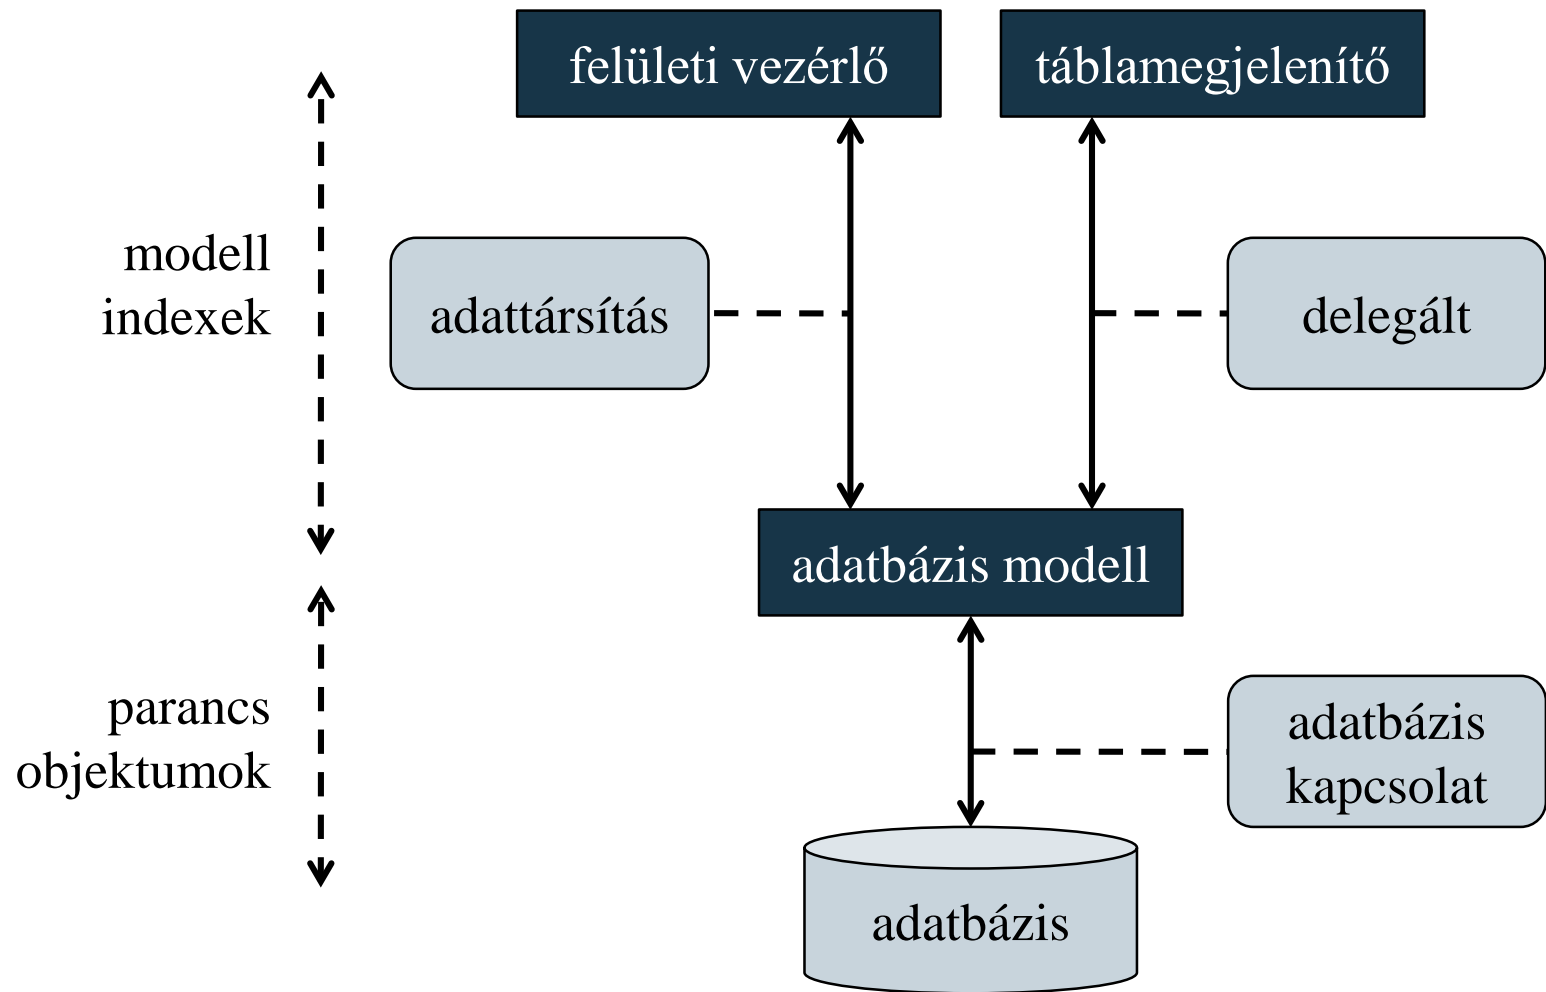 felületi vezérlő
táblamegjelenítő
modell
indexek
adattársítás
delegált
adatbázis modell
parancs
objektumok
adatbázis
kapcsolat
adatbázis